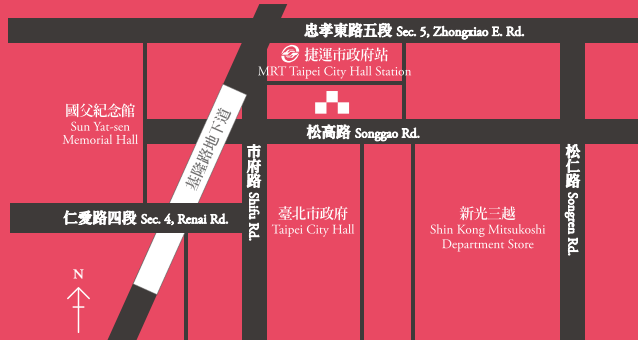 忠孝東路五段 Sec. 5, Zhongxiao E. Rd.
捷運市政府站
MRT Taipei City Hall Station
國父紀念館
Sun Yat-sen
Memorial Hall
基隆路地下道
松高路 Songgao Rd.
市府路 Shifu Rd.
松仁路 Songren Rd.
仁愛路四段 Sec. 4, Renai Rd.
臺北市政府
Taipei City Hall
新光三越
Shin Kong Mitsukoshi
Department Store
N